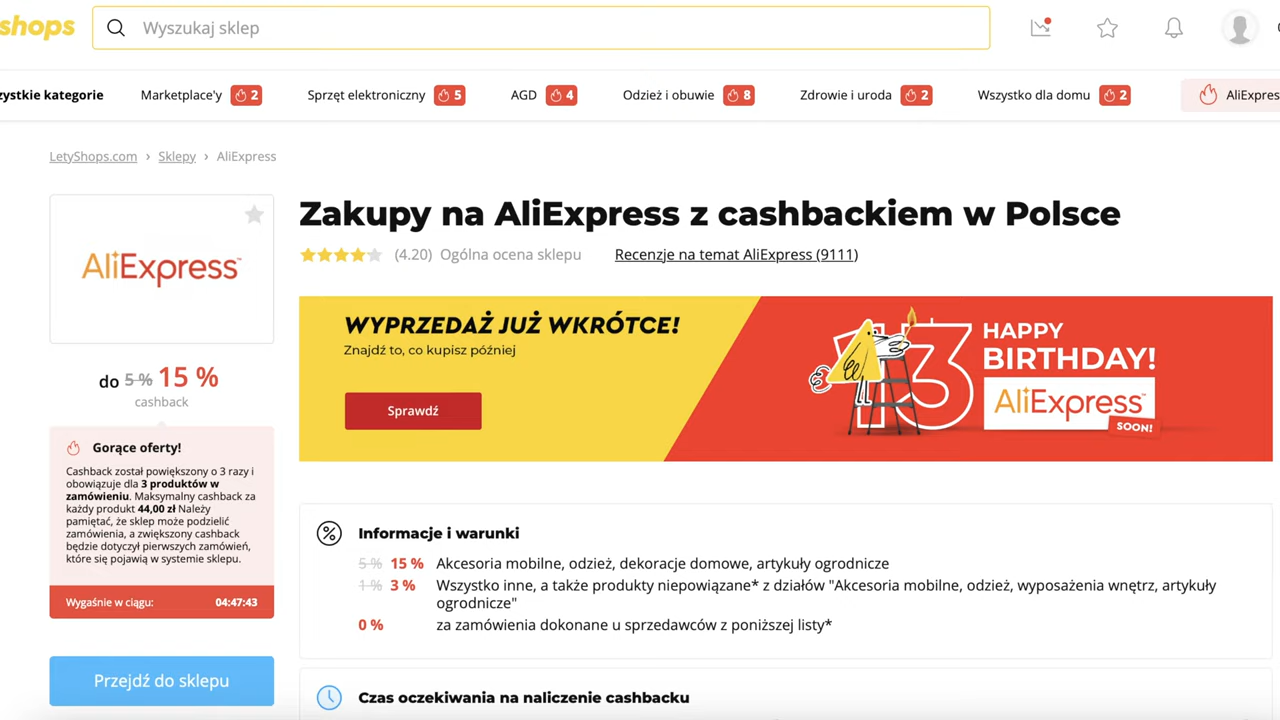 shops
Wyszukaj sklep
zystkie kategorie
Marketplace'y 2
Sprzęt elektroniczny 5
AGD 4
Odzież i obuwie 8
Zdrowie i uroda 2
Wszystko dla domu 2
AliExpres
LetyShops.com › Sklepy › AliExpress
AliExpress
do 5 % 15 %
cashback
Gorące oferty!
Cashback został powiększony o 3 razy i
obowiązuje dla 3 produktów w
zamówieniu. Maksymalny cashback za
każdy produkt 44,00 zł Należy
pamiętać, że sklep może podzielić
zamówienia, a zwiększony cashback
będzie dotyczył pierwszych zamówień,
które się pojawią w systemie sklepu.
Wygaśnie w ciągu: 04:47:43
Przejdź do sklepu
Zakupy na AliExpress z cashbackiem w Polsce
(4.20) Ogólna ocena sklepu Recenzje na temat AliExpress (9111)
WYPRZEDAŻ JUŻ WKRÓTCE!
Znajdź to, co kupisz później
Sprawdź
13
HAPPY
BIRTHDAY!
AliExpress
SOON!
Informacje i warunki
5 % 15 % Akcesoria mobilne, odzież, dekoracje domowe, artykuły ogrodnicze
1 % 3 % Wszystko inne, a także produkty niepowiązane* z działów "Akcesoria mobilne, odzież, wyposażenia wnętrz, artykuły
ogrodnicze"
0 % za zamówienia dokonane u sprzedawców z poniższej listy*
Czas oczekiwania na naliczenie cashbacku